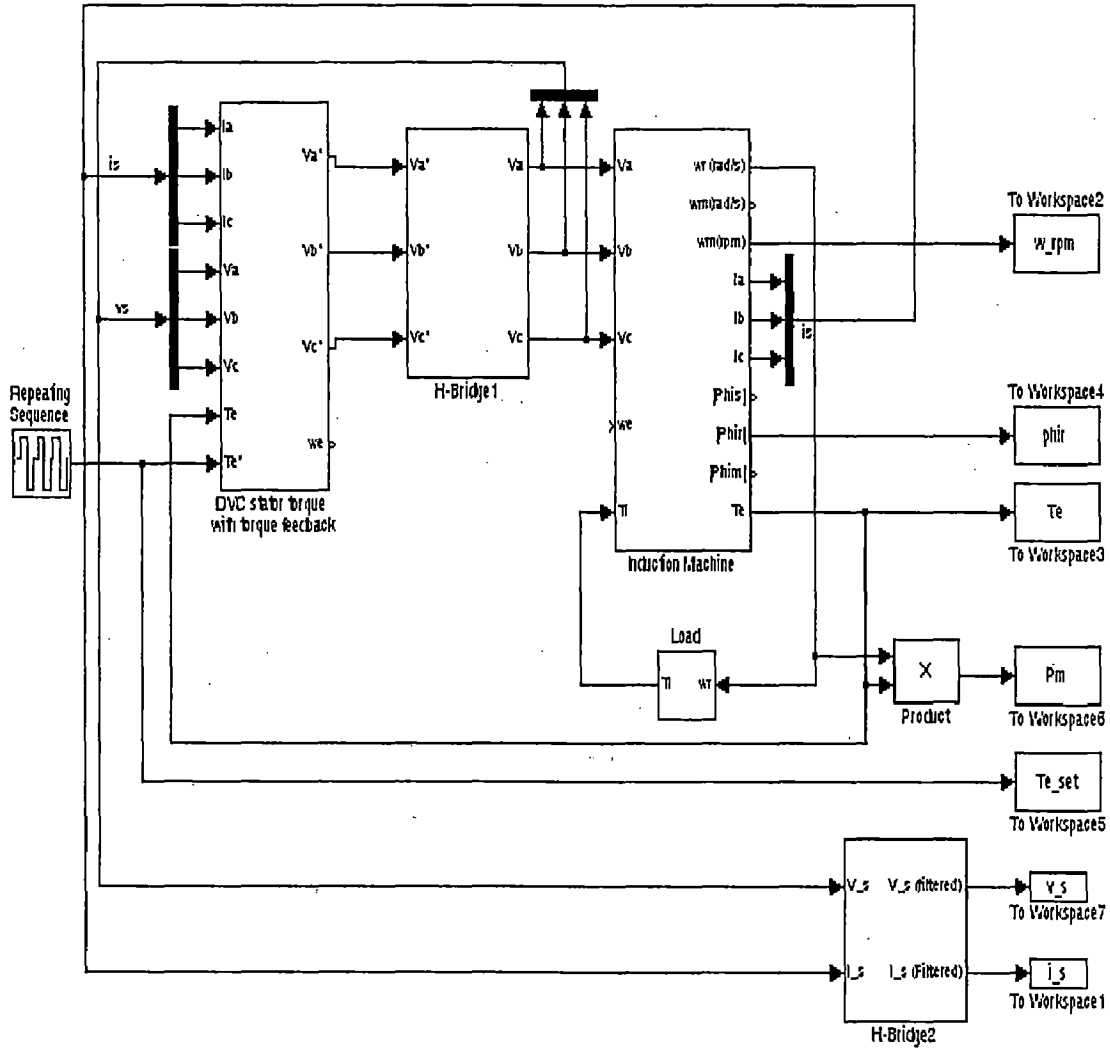 is
vs
Repeating
Sequence
Ia
Ib
Ic
Va
Vb
Vc
Te
Te*
Va*
Vb*
Vc*
we
DVC stator torque
with torque feedback
Va*
Vb*
Vc*
Va
Vb
Vc
H-Bridge1
Va
Vb
Vc
we
Tl
wr(rad/s)
wm(rad/s)
wm(rpm)
Ia
Ib
Ic
|Phis|
|Phir|
|Phim|
Te
Induction Machine
is
To Workspace2
w_rpm
To Workspace4
phir
Te
To Workspace3
Load
Tl
wr
X
Product
Pm
To Workspace6
Te_set
To Workspace5
V_s
V_s (filtered)
I_s
I_s (Filtered)
H-Bridge2
v_s
To Workspace7
i_s
To Workspace1